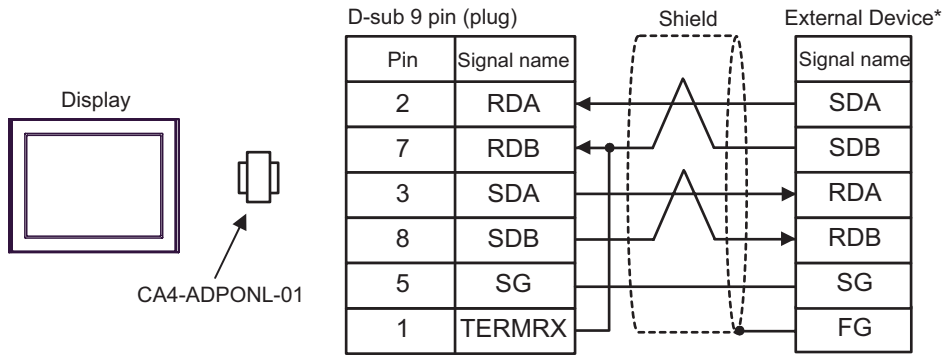 D-sub 9 pin (plug)
Shield
External Device*
Pin
Signal name
Signal name
2
RDA
SDA
7
RDB
SDB
3
SDA
RDA
8
SDB
RDB
5
SG
SG
1
TERMRX
FG
Display
CA4-ADPONL-01